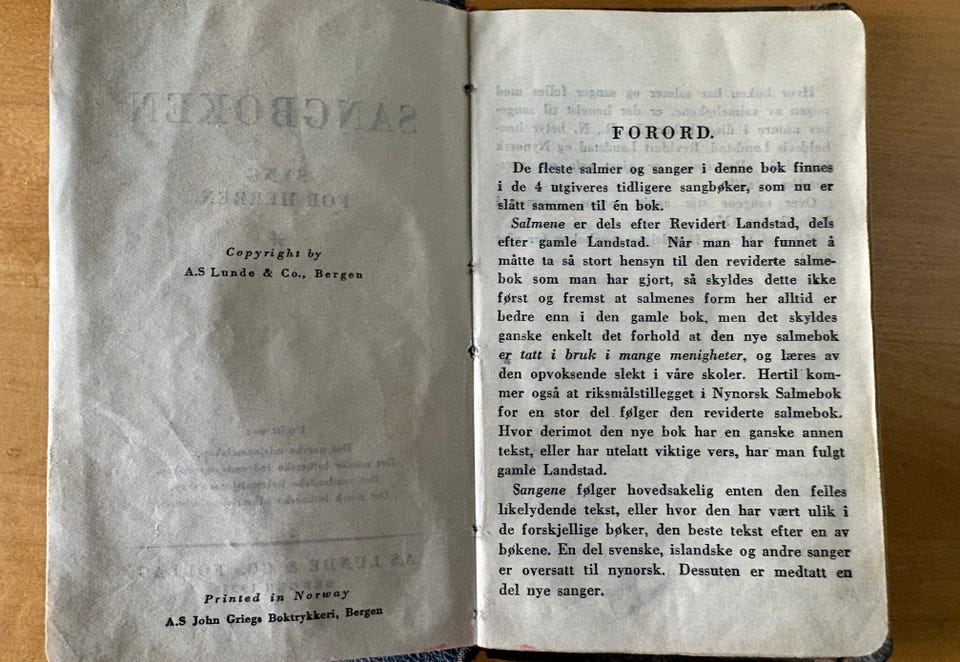 Copyright by
A.S Lunde & Co., Bergen
Printed in Norway
A.S John Griegs Boktrykkeri, Bergen
FORORD.
De fleste salmer og sanger i denne bok finnes
i de 4 utgiveres tidligere sangbøker, som nu er
slått sammen til én bok.
Salmene er dels efter Revidert Landstad, dels
efter gamle Landstad. Når man har funnet å
måtte ta så stort hensyn til den reviderte salme-
bok som man har gjort, så skyldes dette ikke
først og fremst at salmenes form her alltid er
bedre enn i den gamle bok, men det skyldes
ganske enkelt det forhold at den nye salmebok
er tatt i bruk i mange menigheter, og læres av
den opvoksende slekt i våre skoler. Hertil kom-
mer også at riksmålstillegget i Nynorsk Salmebok
for en stor del følger den reviderte salmebok.
Hvor derimot den nye bok har en ganske annen
tekst, eller har utelatt viktige vers, har man fulgt
gamle Landstad.
Sangene følger hovedsakelig enten den felles
likelydende tekst, eller hvor den har vært ulik i
de forskjellige bøker, den beste tekst efter en av
bøkene. En del svenske, islandske og andre sanger
er oversatt til nynorsk. Dessuten er medtatt en
del nye sanger.
SANGBOKEN
SYNG
FOR HERREN